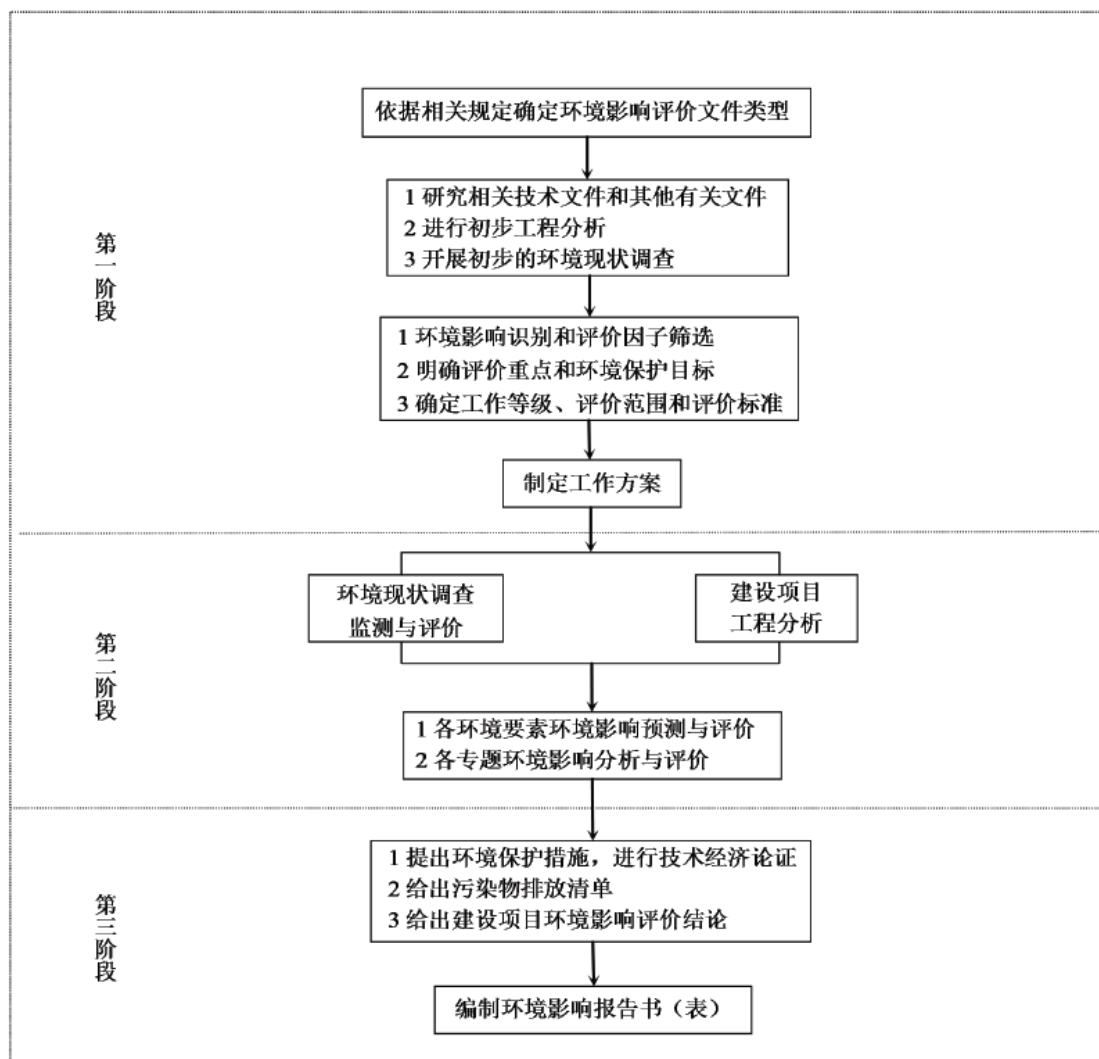 依据相关规定确定环境影响评价文件类型
1 研究相关技术文件和其他有关文件
2 进行初步工程分析
3 开展初步的环境现状调查
第一阶段
1 环境影响识别和评价因子筛选
2 明确评价重点和环境保护目标
3 确定工作等级、评价范围和评价标准
制定工作方案
环境现状调查
监测与评价
建设项目
工程分析
第二阶段
1 各环境要素环境影响预测与评价
2 各专题环境影响分析与评价
1 提出环境保护措施，进行技术经济论证
2 给出污染物排放清单
3 给出建设项目环境影响评价结论
第三阶段
编制环境影响报告书（表）